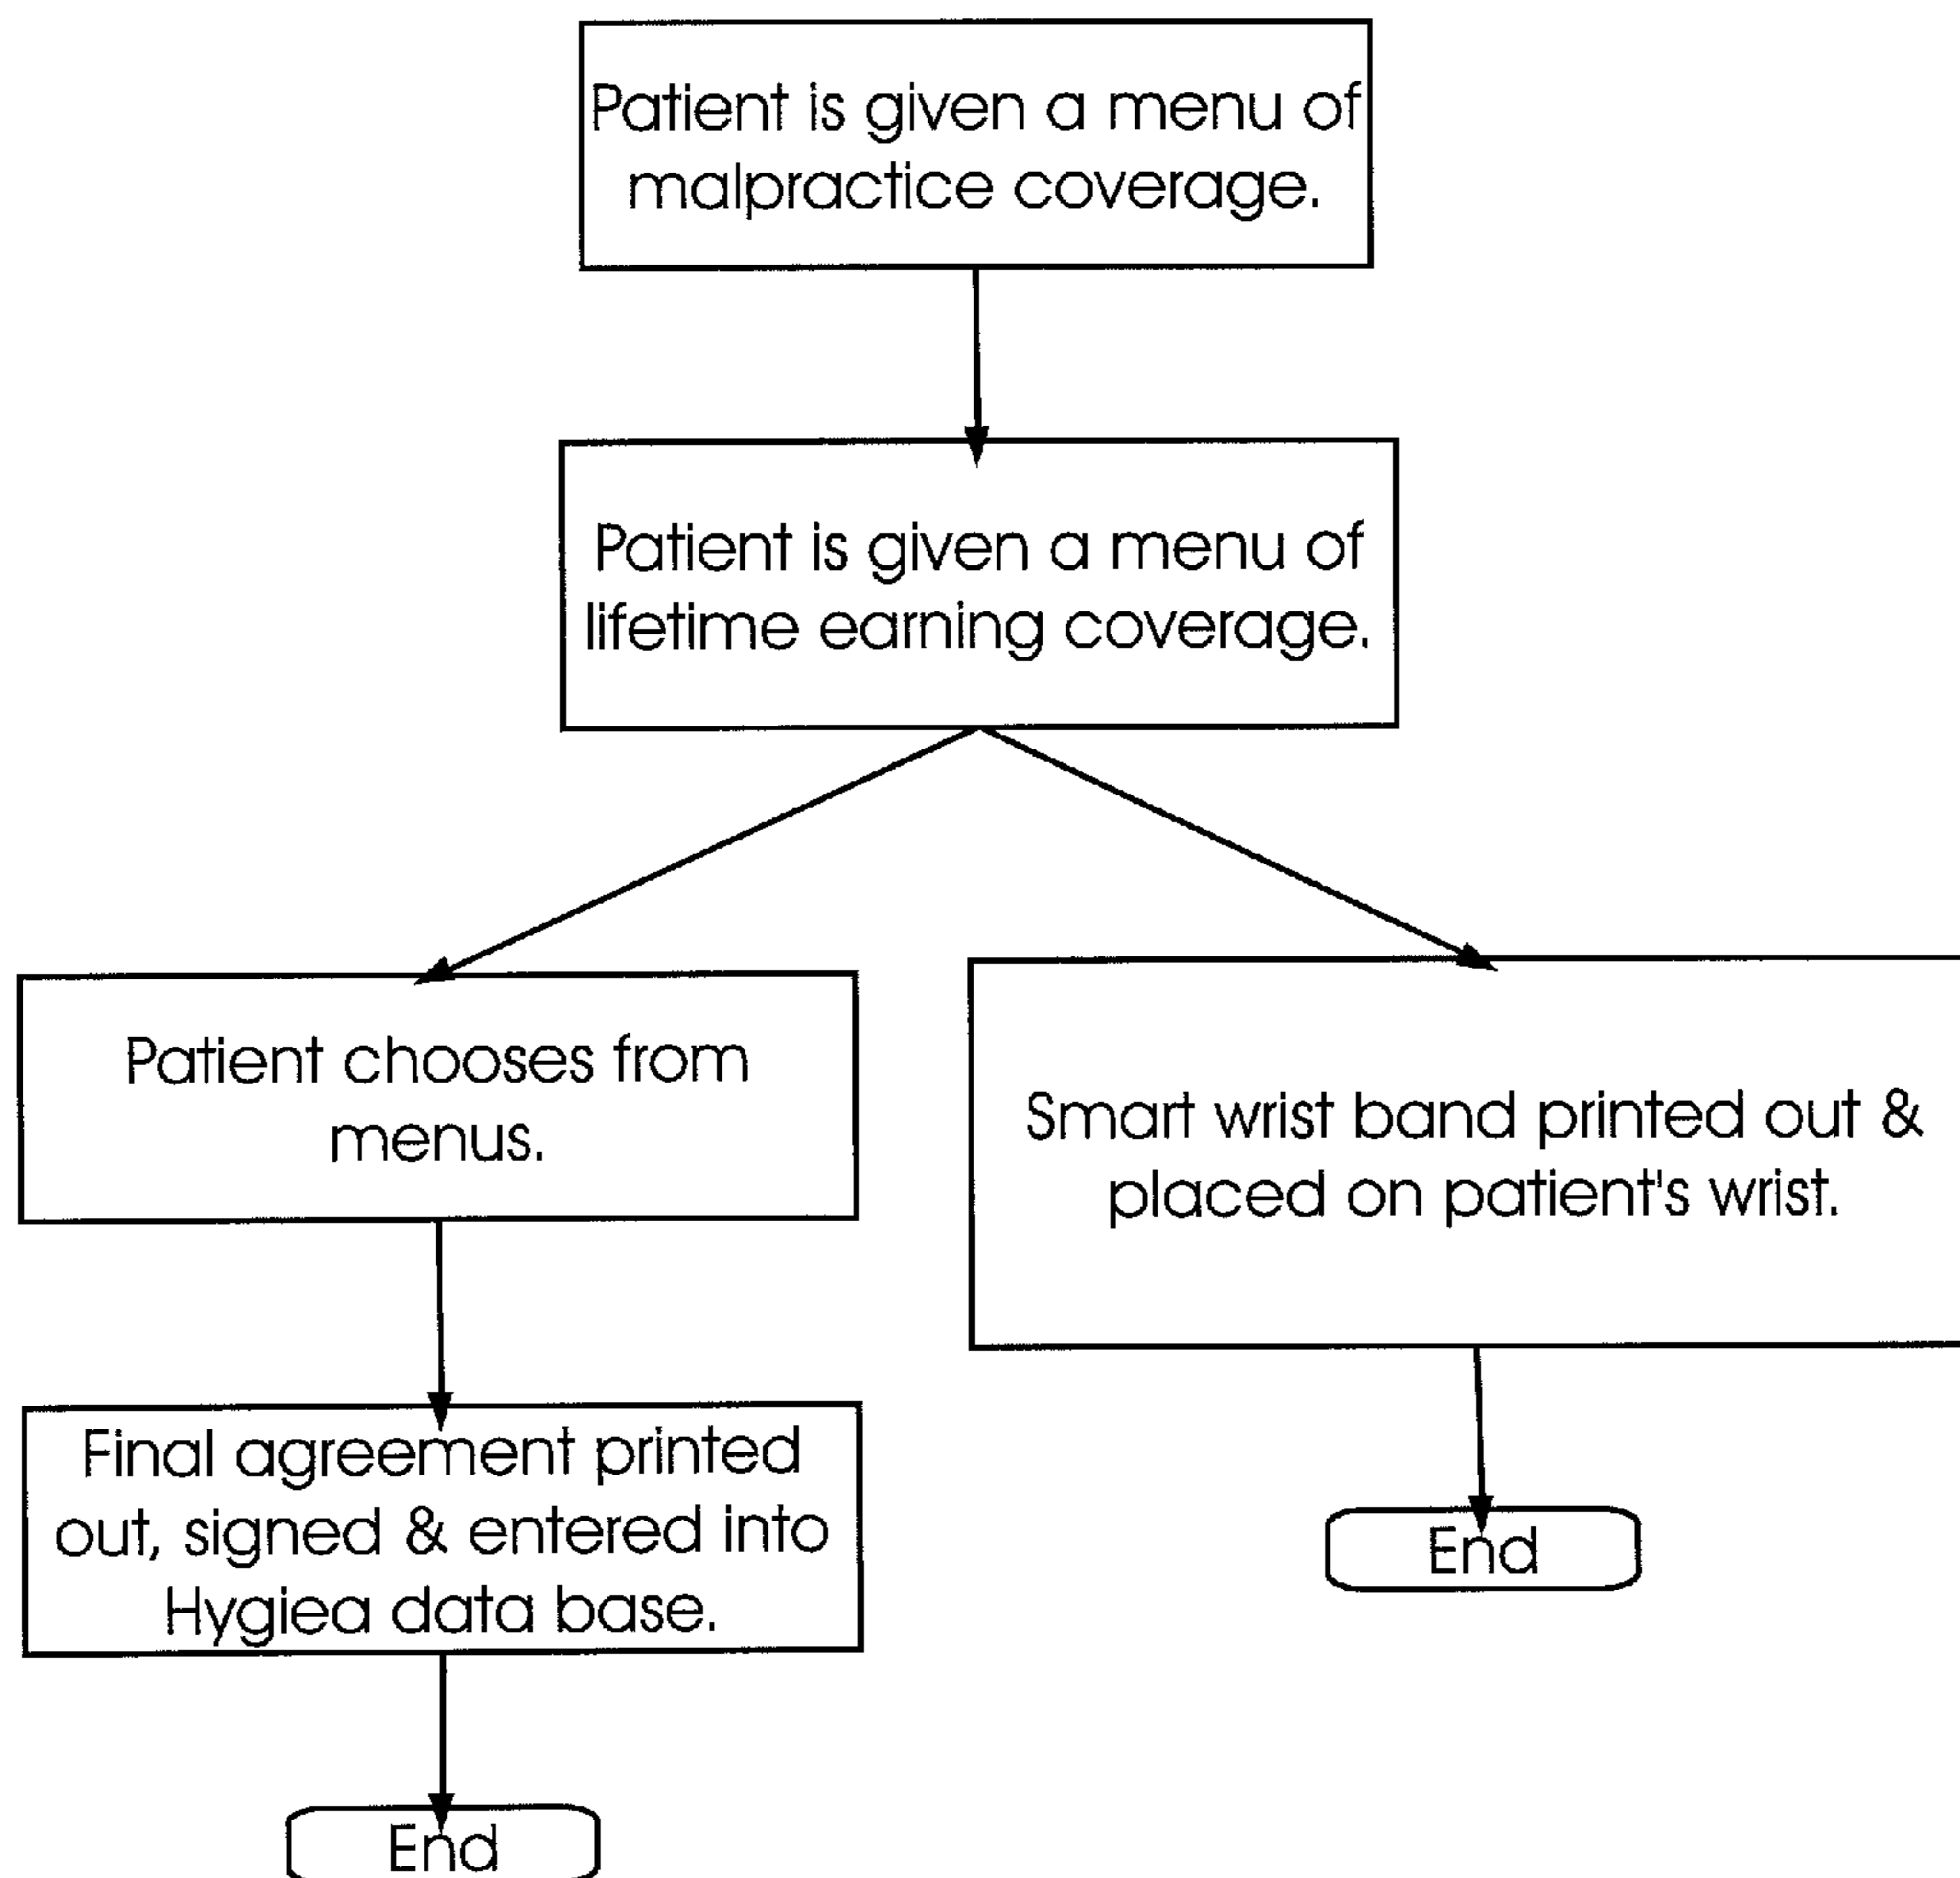 Patient is given a menu of
malpractice coverage.
Patient is given a menu of
lifetime earning coverage.
Patient chooses from
menus.
Smart wrist band printed out &
placed on patient's wrist.
Final agreement printed
out, signed & entered into
Hygiea data base.
End
End